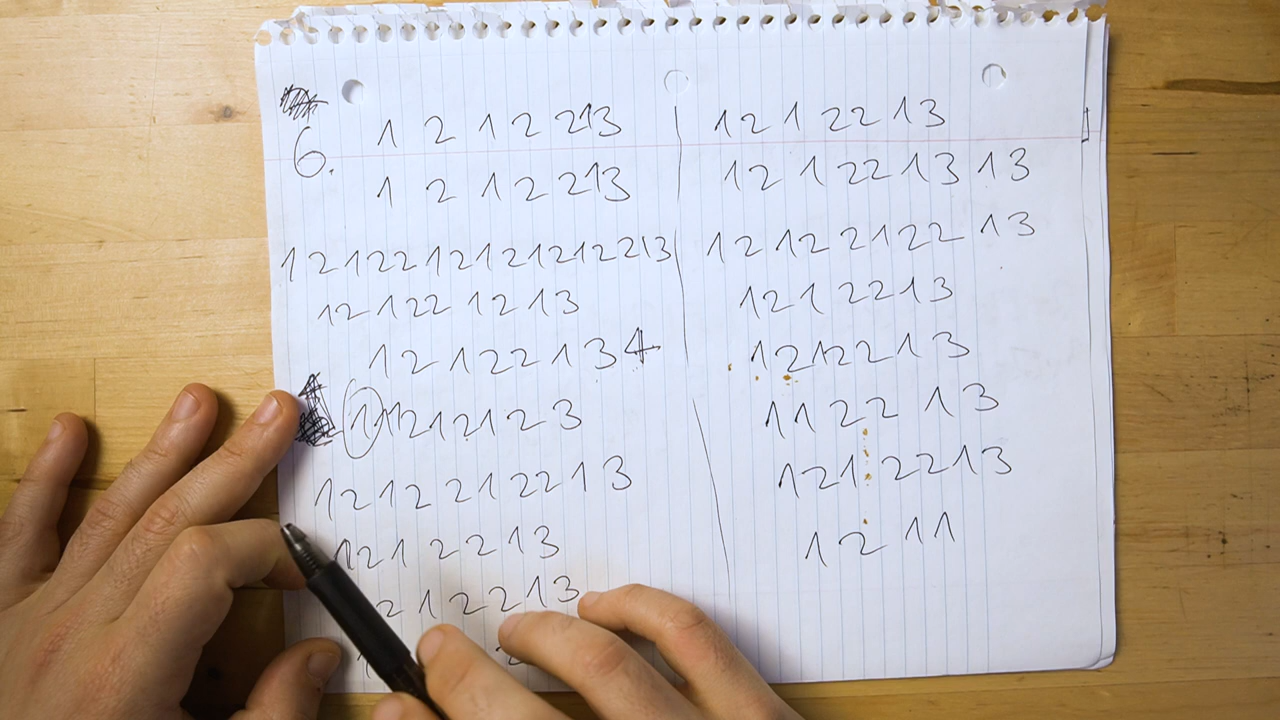 6. 1 2 1 2 2 1 3
1 2 1 2 2 1 3
1 2 1 2 2 1 2 1 2 1 2 1 2 2 1 3
1 2 1 2 2 1 2 1 3
1 2 1 2 2 1 3 4
1 1 2 1 2 1 2 3
1 2 1 2 2 1 2 2 1 3
1 2 1 2 2 1 3
2 1 2 2 1 3
1 2 1 2 2 1 3
1 2 1 2 2 1 3 1 3
1 2 1 2 2 1 2 2 1 3
1 2 1 2 2 1 3
1 2 1 2 2 1 3
1 1 2 2 1 3
1 2 1 2 2 1 3
1 2 1 1